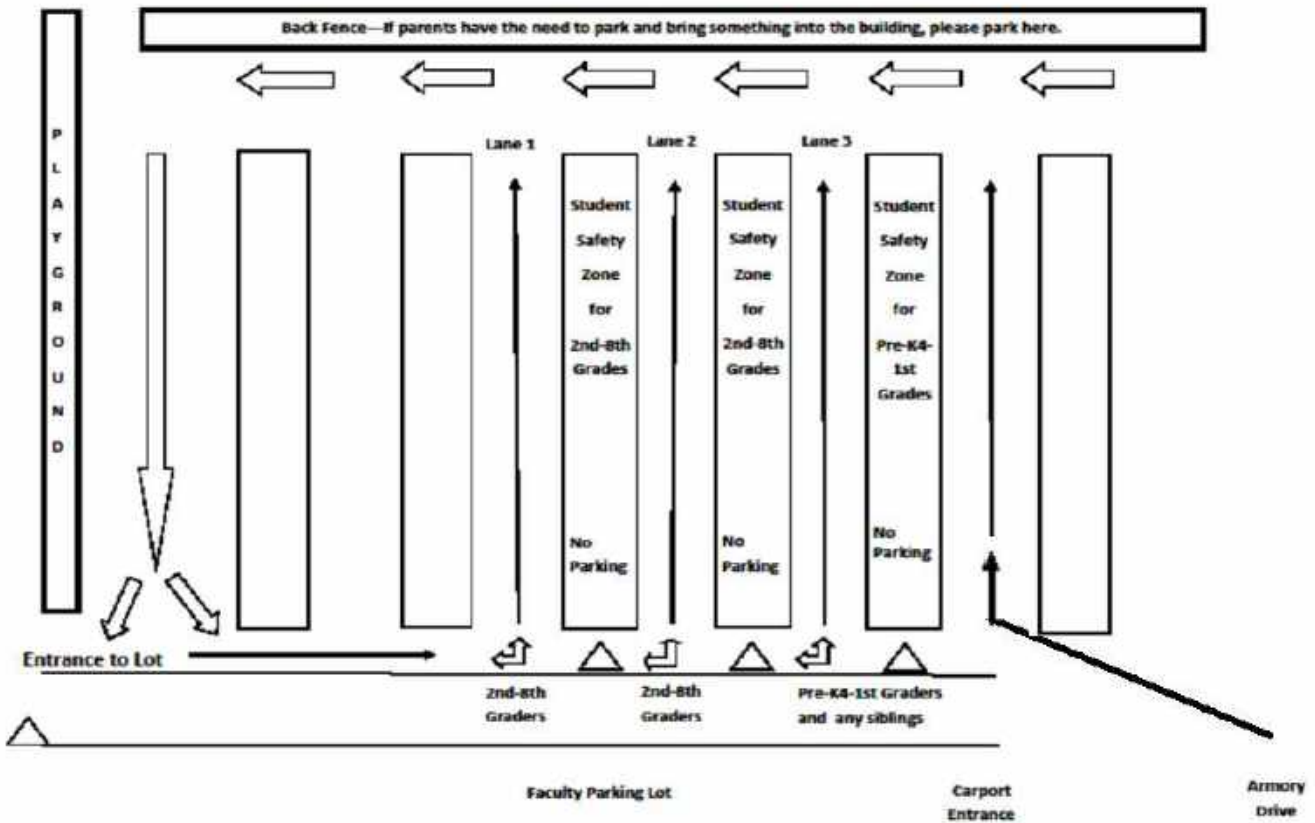 Back Fence—If parents have the need to park and bring something into the building, please park here.
PLAYGROUND
Lane 1
Lane 2
Lane 3
Student
Safety
Zone
for
2nd-8th
Grades
No
Parking
Student
Safety
Zone
for
2nd-8th
Grades
No
Parking
Student
Safety
Zone
for
Pre-K4-
1st
Grades
No
Parking
Entrance to Lot
2nd-8th
Graders
2nd-8th
Graders
Pre-K4-1st Graders
and any siblings
Faculty Parking Lot
Carport
Entrance
Armory
Drive